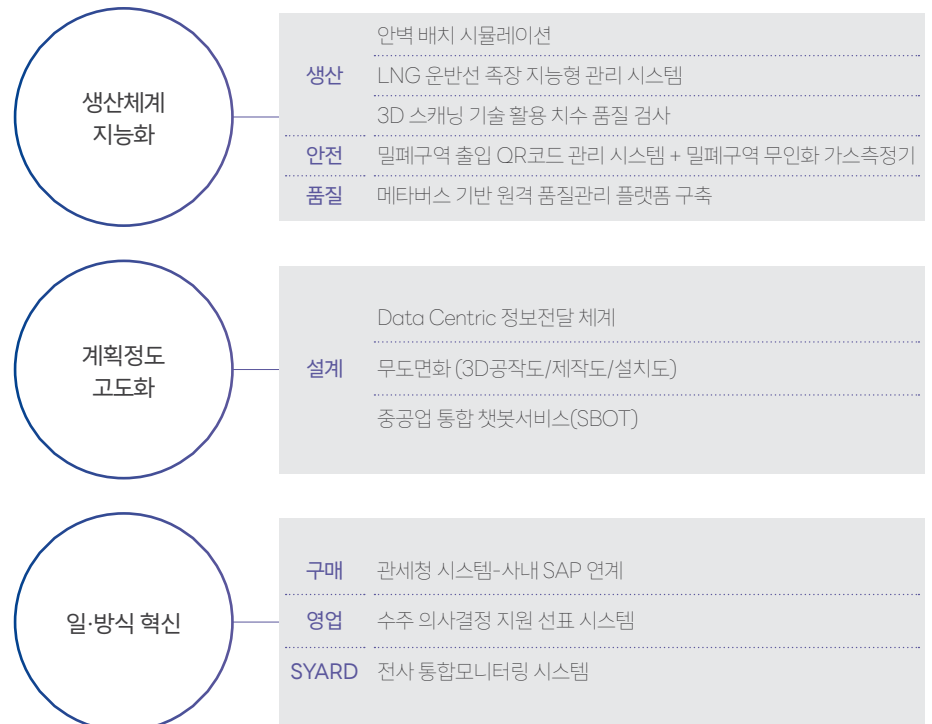 생산체계
지능화
생산
안벽 배치 시뮬레이션
LNG 운반선 족장 지능형 관리 시스템
3D 스캐닝 기술 활용 치수 품질 검사
안전
밀폐구역 출입 QR코드 관리 시스템 + 밀폐구역 무인화 가스측정기
품질
메타버스 기반 원격 품질관리 플랫폼 구축
계획정도
고도화
설계
Data Centric 정보전달 체계
무도면화 (3D공작도/제작도/설치도)
중공업 통합 챗봇서비스(SBOT)
일·방식 혁신
구매
관세청 시스템-사내 SAP 연계
영업
수주 의사결정 지원 선표 시스템
SYARD
전사 통합모니터링 시스템